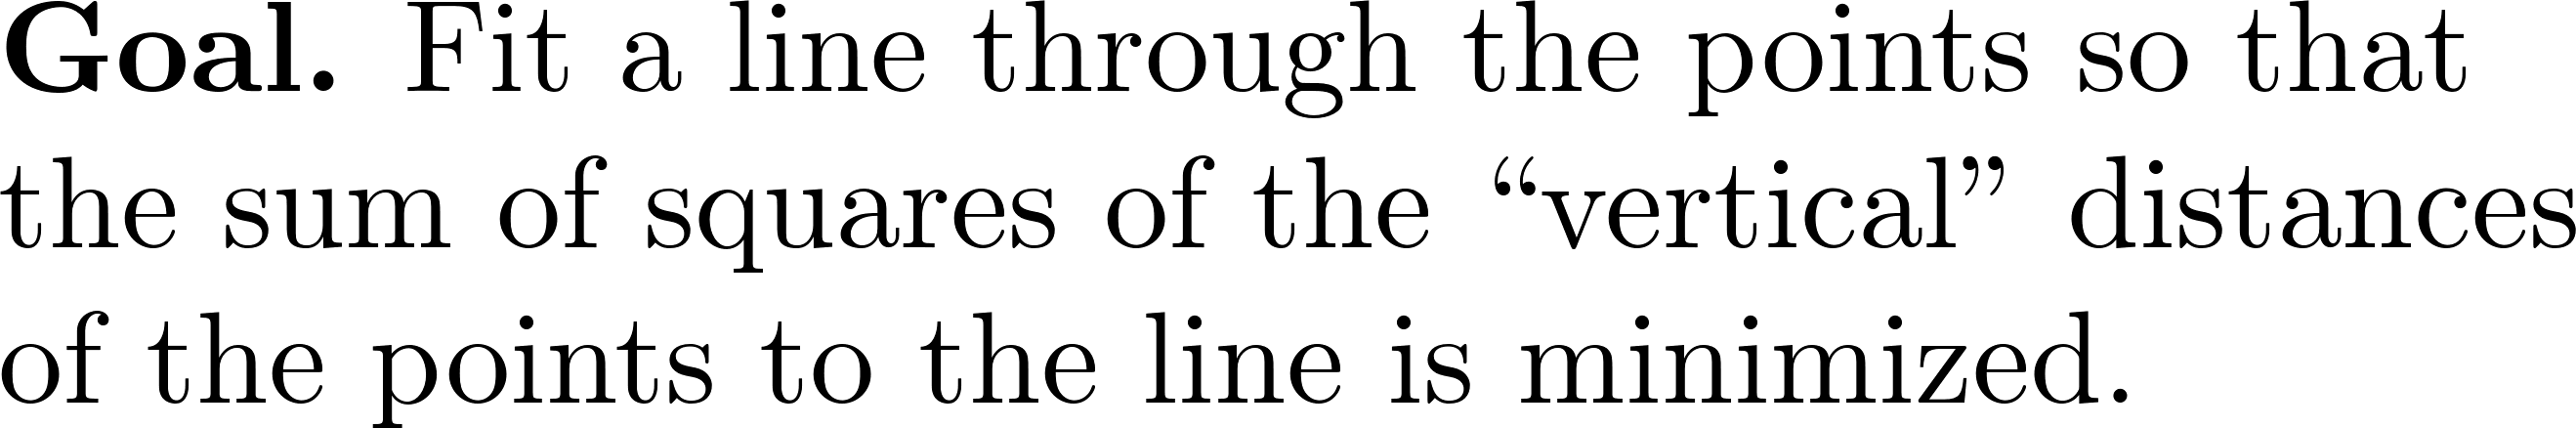 Goal. Fit a line through the points so that
the sum of squares of the “vertical” distances
of the points to the line is minimized.